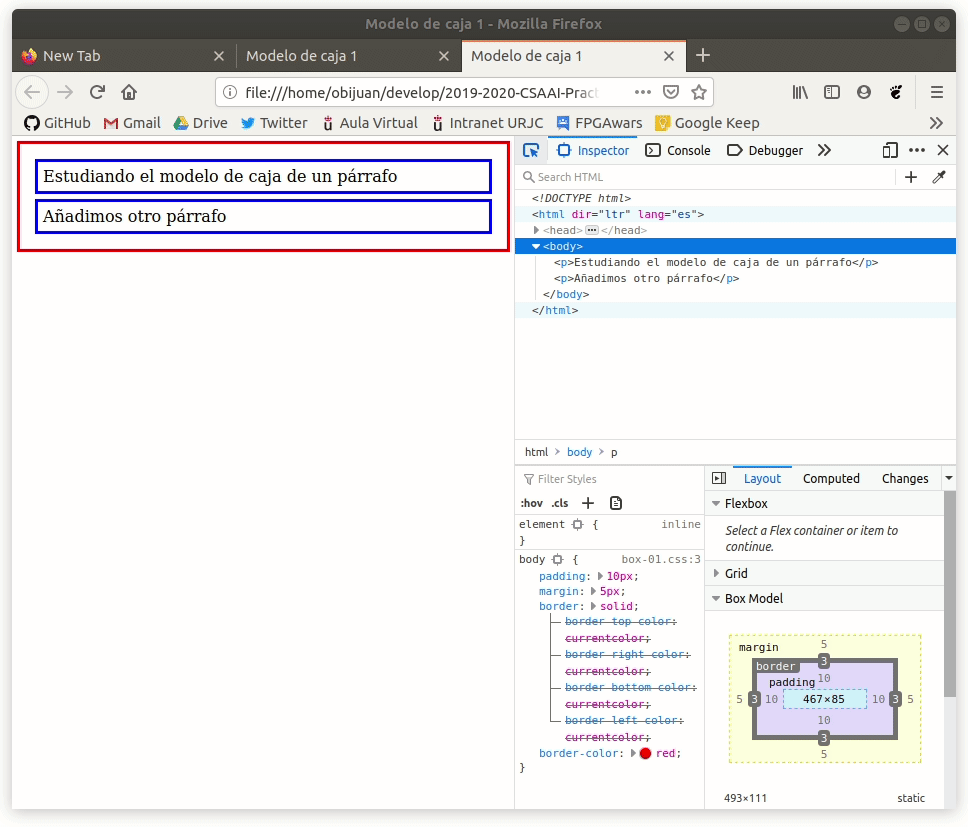 Modelo de caja 1 - Mozilla Firefox
New Tab
Modelo de caja 1
Modelo de caja 1
file:///home/obijuan/develop/2019-2020-CSAAI-Pract
GitHub Gmail Drive Twitter Aula Virtual Intranet URJC FPGAwars Google Keep
Estudiando el modelo de caja de un párrafo
Añadimos otro párrafo
Inspector Console Debugger
Search HTML
<!DOCTYPE html>
<html dir="ltr" lang="es">
<head></head>
<body>
<p>Estudiando el modelo de caja de un párrafo</p>
<p>Añadimos otro párrafo</p>
</body>
</html>
html > body > p
Filter Styles
:hov .cls +
element { inline
}
body { box-01.css:3
padding: 10px;
margin: 5px;
border: solid;
border-top-color:
currentcolor;
border-right-color:
currentcolor;
border-bottom-color:
currentcolor;
border-left-color:
currentcolor;
border-color: red;
}
Layout Computed Changes
Flexbox
Select a Flex container or item to
continue.
Grid
Box Model
margin 5
border 3
padding 10
5 3 10 467×85 10 3 5
10
3
5
493×111 static